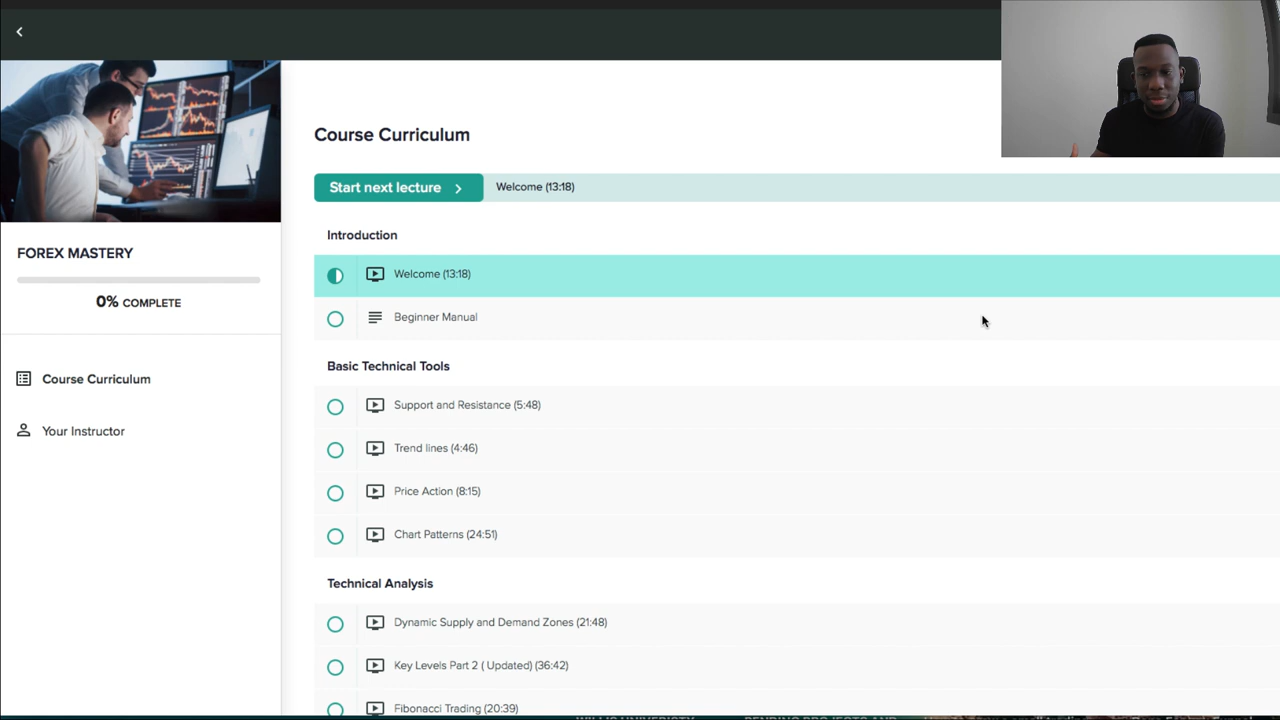 Course Curriculum
Start next lecture
Welcome (13:18)
Introduction
Welcome (13:18)
Beginner Manual
Basic Technical Tools
Support and Resistance (5:48)
Trend lines (4:46)
Price Action (8:15)
Chart Patterns (24:51)
Technical Analysis
Dynamic Supply and Demand Zones (21:48)
Key Levels Part 2 ( Updated) (36:42)
Fibonacci Trading (20:39)
FOREX MASTERY
0% COMPLETE
Course Curriculum
Your Instructor